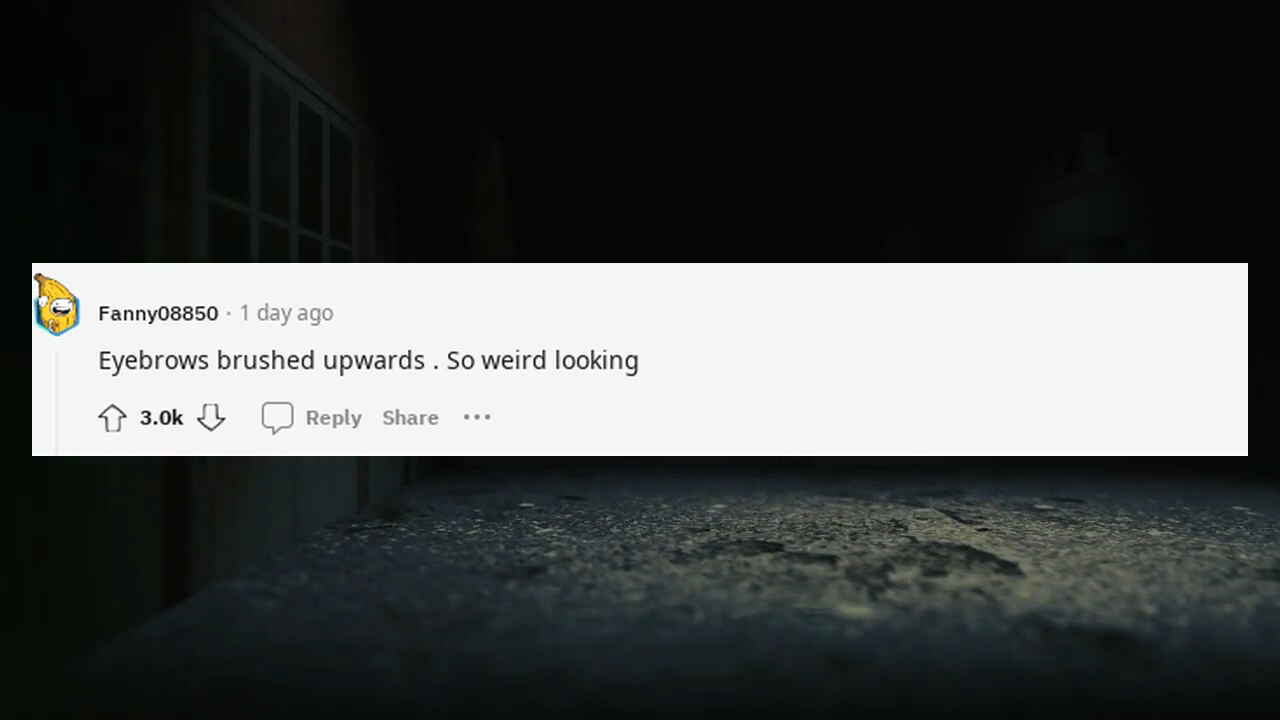 Fanny08850 · 1 day ago
Eyebrows brushed upwards . So weird looking
3.0k Reply Share